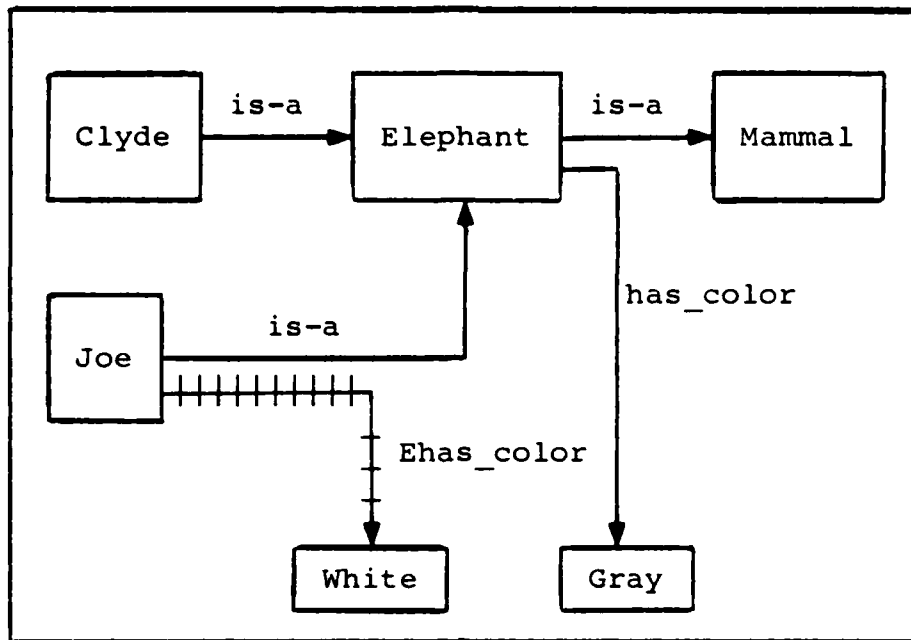 is-a is-a
Clyde Elephant Mammal
has_color
is-a
Joe
Ehas_color
White Gray